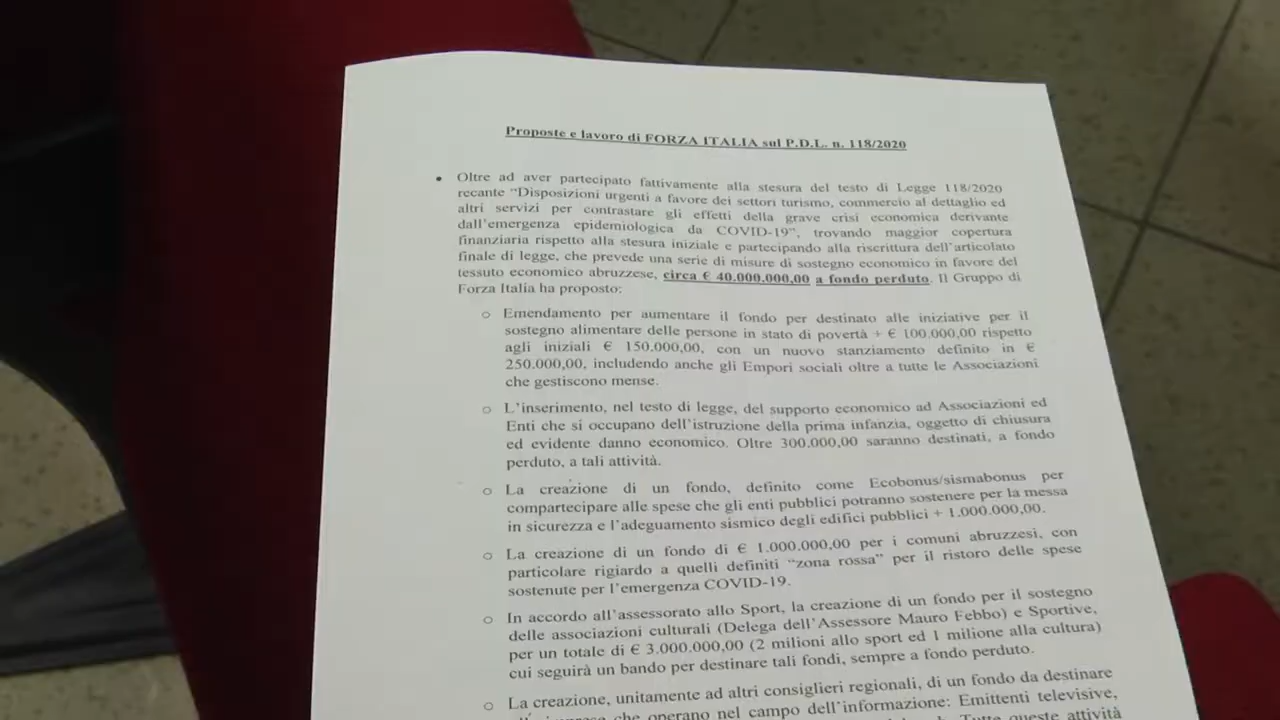 Proposte e lavoro di FORZA ITALIA sul P.D.L. n. 118/2020
• Oltre ad aver partecipato fattivamente alla stesura del testo di Legge 118/2020
recante "Disposizioni urgenti a favore dei settori turismo, commercio al dettaglio ed
altri servizi per contrastare gli effetti della grave crisi economica derivante
dall'emergenza epidemiologica da COVID-19", trovando maggior copertura
finanziaria rispetto alla stesura iniziale e partecipando alla riscrittura dell'articolato
finale di legge, che prevede una serie di misure di sostegno economico in favore del
tessuto economico abruzzese, circa € 40.000.000,00 a fondo perduto. Il Gruppo di
Forza Italia ha proposto:
o Emendamento per aumentare il fondo per destinato alle iniziative per il
sostegno alimentare delle persone in stato di povertà + € 100.000,00 rispetto
agli iniziali € 150.000,00, con un nuovo stanziamento definito in €
250.000,00, includendo anche gli Empori sociali oltre a tutte le Associazioni
che gestiscono mense.
o L'inserimento, nel testo di legge, del supporto economico ad Associazioni ed
Enti che si occupano dell'istruzione della prima infanzia, oggetto di chiusura
ed evidente danno economico. Oltre 300.000,00 saranno destinati, a fondo
perduto, a tali attività.
o La creazione di un fondo, definito come Ecobonus/sismabonus per
compartecipare alle spese che gli enti pubblici potranno sostenere per la messa
in sicurezza e l'adeguamento sismico degli edifici pubblici + 1.000.000,00.
o La creazione di un fondo di € 1.000.000,00 per i comuni abruzzesi, con
particolare rigiardo a quelli definiti "zona rossa" per il ristoro delle spese
sostenute per l'emergenza COVID-19.
o In accordo all'assessorato allo Sport, la creazione di un fondo per il sostegno
delle associazioni culturali (Delega dell'Assessore Mauro Febbo) e Sportive,
per un totale di € 3.000.000,00 (2 milioni allo sport ed 1 milione alla cultura)
cui seguirà un bando per destinare tali fondi, sempre a fondo perduto.
o La creazione, unitamente ad altri consiglieri regionali, di un fondo da destinare
che operano nel campo dell'informazione: Emittenti televisive,
Tutte queste attività